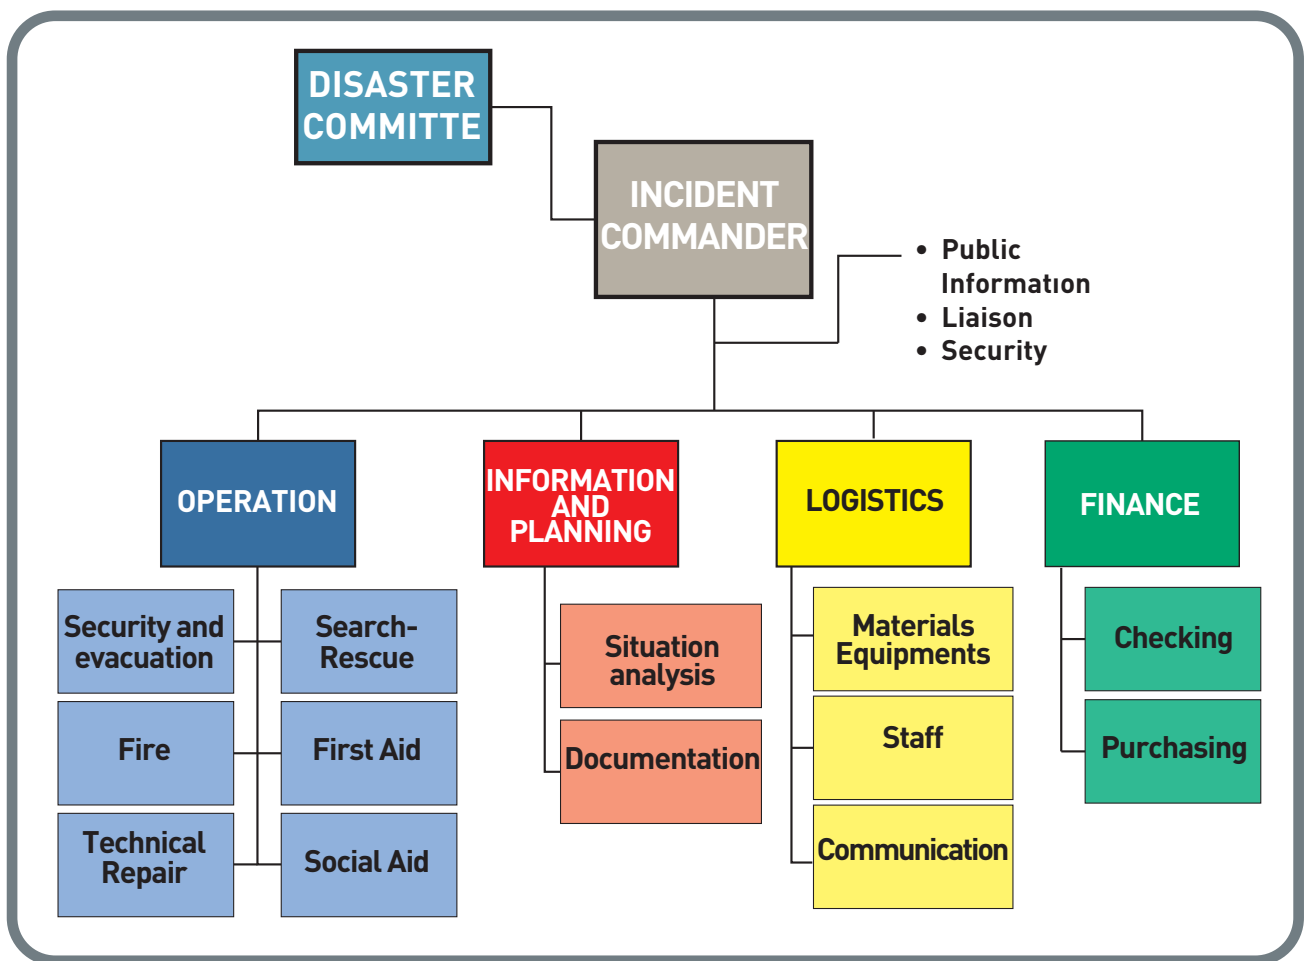 DISASTER
COMMITTE
INCIDENT
COMMANDER
• Public
Informatıon
• Liaison
• Security
OPERATION
INFORMATION
AND
PLANNING
LOGISTICS
FINANCE
Security and
evacuation
Search-
Rescue
Fire
First Aid
Technical
Repair
Social Aid
Situation
analysis
Documentation
Materials
Equipments
Staff
Communication
Checking
Purchasing